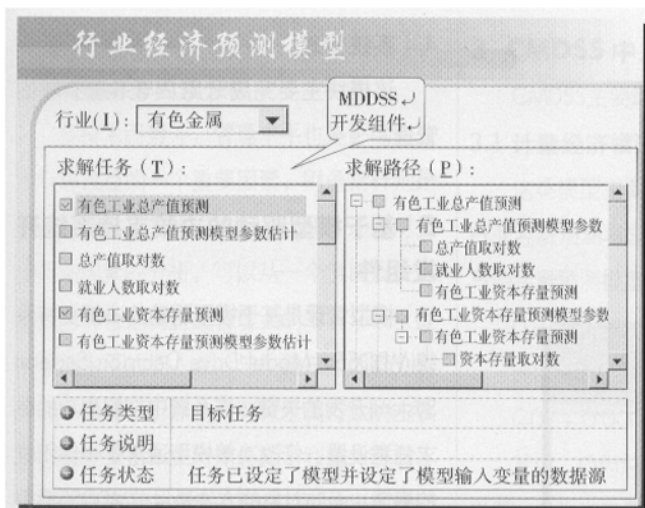 行业经济预测模型
MDDSS↲
开发组件↲
行业(I)： 有色金属
求解任务（T）：
有色工业总产值预测
有色工业总产值预测模型参数估计
总产值取对数
就业人数取对数
有色工业资本存量预测
有色工业资本存量预测模型参数估计
求解路径（P）：
有色工业总产值预测
有色工业总产值预测模型参数
总产值取对数
就业人数取对数
有色工业资本存量预测
有色工业资本存量预测模型参数
有色工业资本存量预测
资本存量取对数
任务类型 目标任务
任务说明
任务状态 任务已设定了模型并设定了模型输入变量的数据源